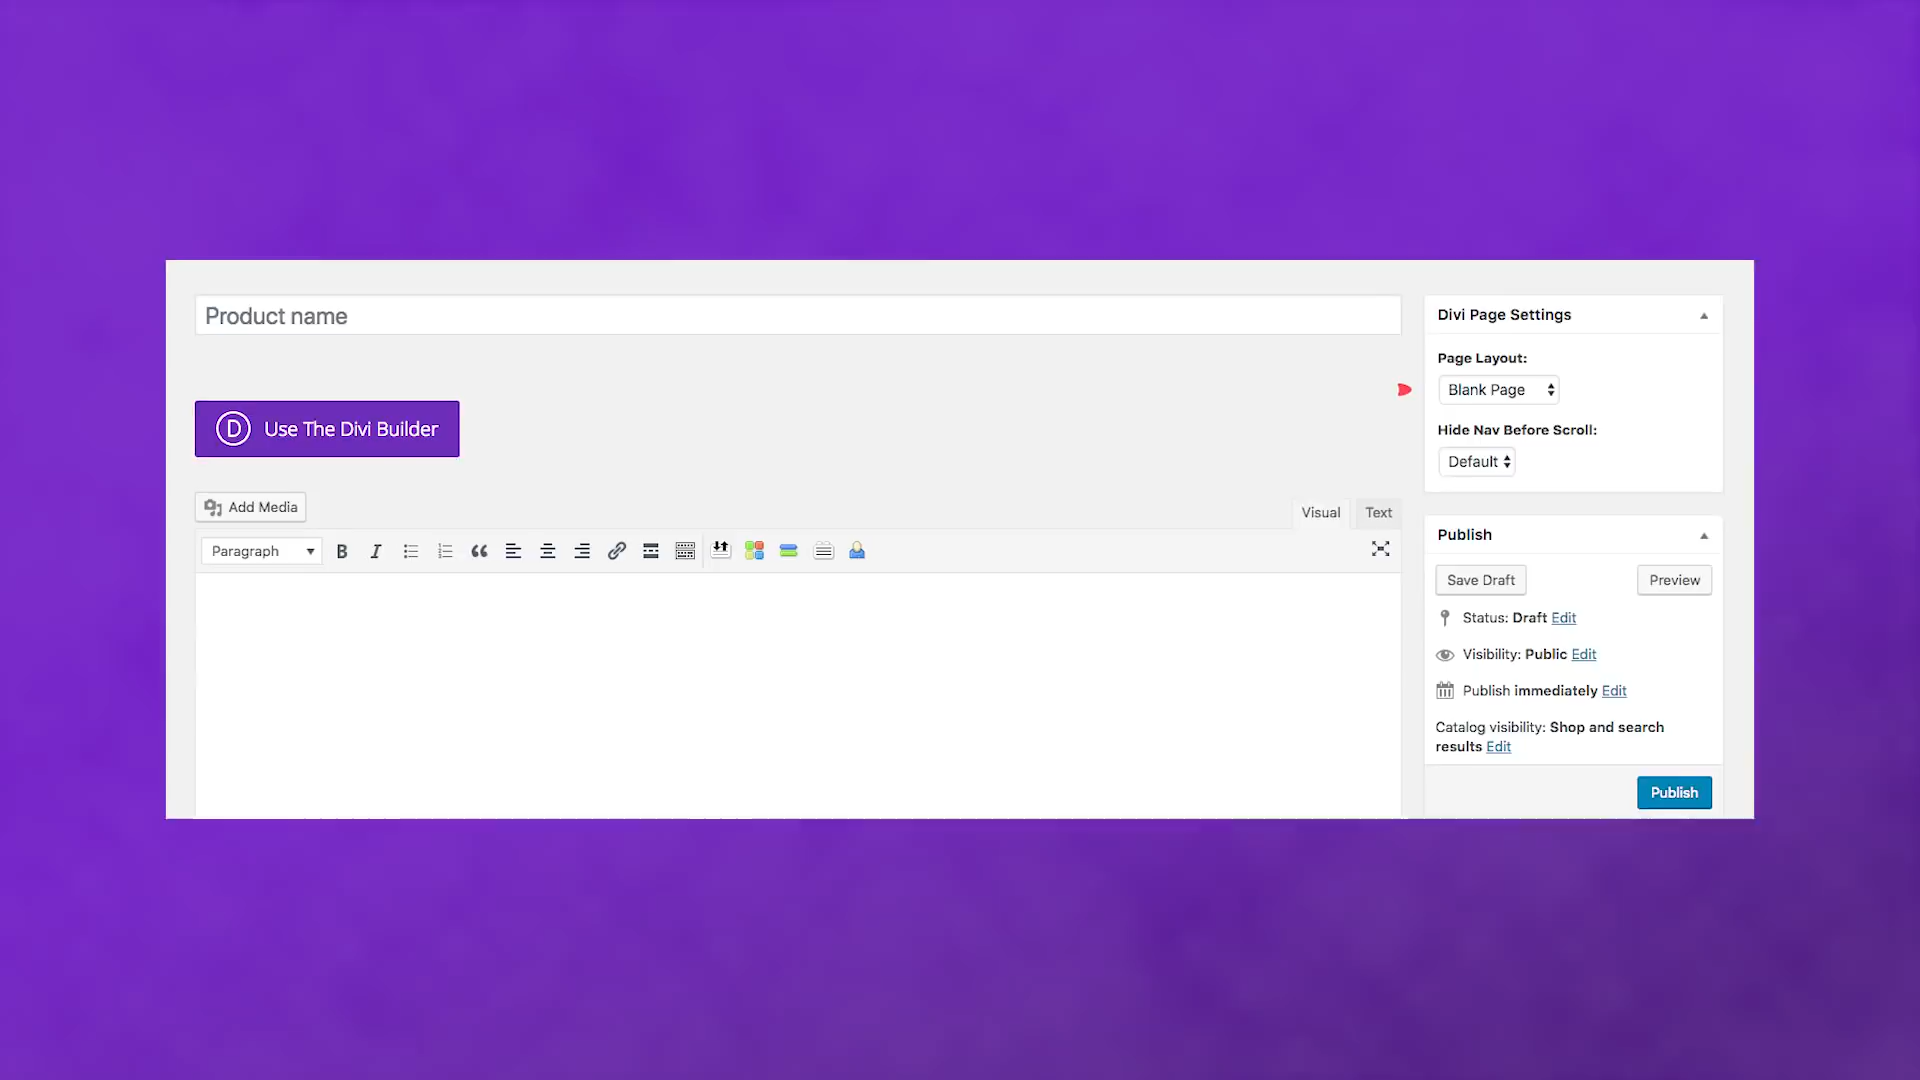 Product name
Divi Page Settings
Page Layout:
Blank Page
Hide Nav Before Scroll:
Default
D Use The Divi Builder
Add Media
Visual Text
Paragraph
Publish
Save Draft Preview
Status: Draft Edit
Visibility: Public Edit
Publish immediately Edit
Catalog visibility: Shop and search
results Edit
Publish